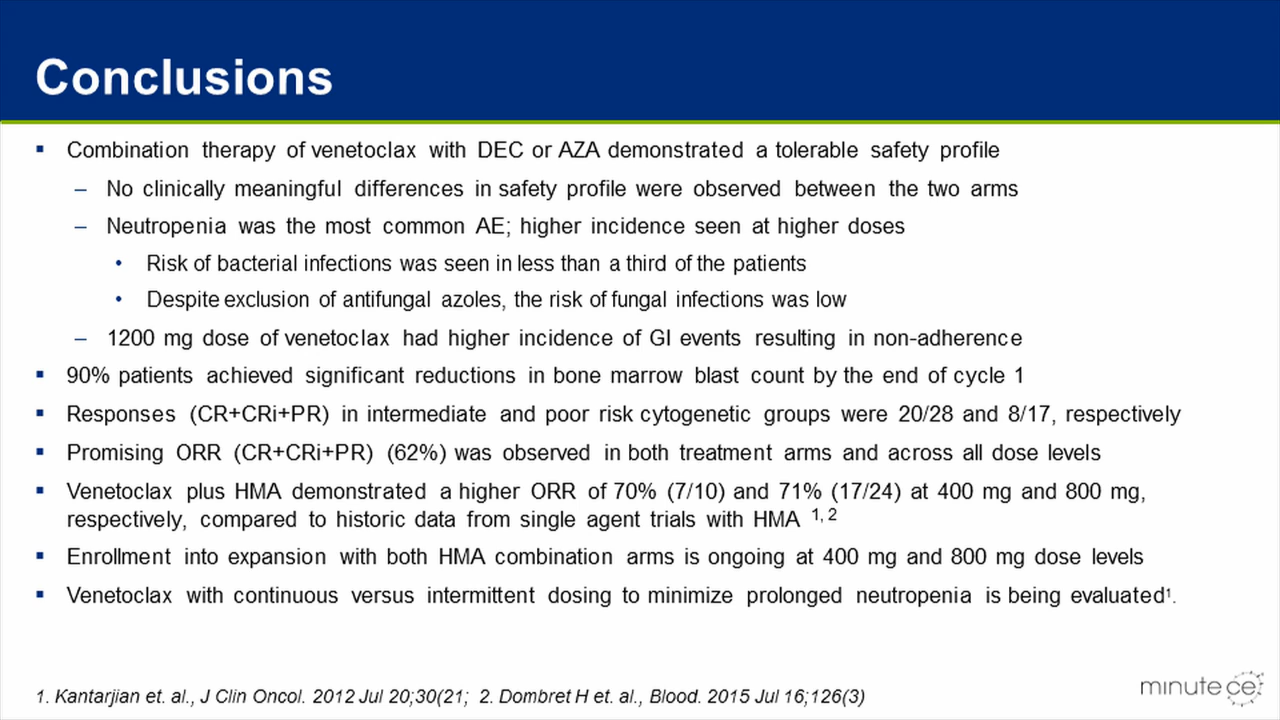 Conclusions
▪ Combination therapy of venetoclax with DEC or AZA demonstrated a tolerable safety profile
– No clinically meaningful differences in safety profile were observed between the two arms
– Neutropenia was the most common AE; higher incidence seen at higher doses
• Risk of bacterial infections was seen in less than a third of the patients
• Despite exclusion of antifungal azoles, the risk of fungal infections was low
– 1200 mg dose of venetoclax had higher incidence of GI events resulting in non-adherence
▪ 90% patients achieved significant reductions in bone marrow blast count by the end of cycle 1
▪ Responses (CR+CRi+PR) in intermediate and poor risk cytogenetic groups were 20/28 and 8/17, respectively
▪ Promising ORR (CR+CRi+PR) (62%) was observed in both treatment arms and across all dose levels
▪ Venetoclax plus HMA demonstrated a higher ORR of 70% (7/10) and 71% (17/24) at 400 mg and 800 mg,
respectively, compared to historic data from single agent trials with HMA 1, 2
▪ Enrollment into expansion with both HMA combination arms is ongoing at 400 mg and 800 mg dose levels
▪ Venetoclax with continuous versus intermittent dosing to minimize prolonged neutropenia is being evaluated1.
1. Kantarjian et. al., J Clin Oncol. 2012 Jul 20;30(21; 2. Dombret H et. al., Blood. 2015 Jul 16;126(3)
minute ce